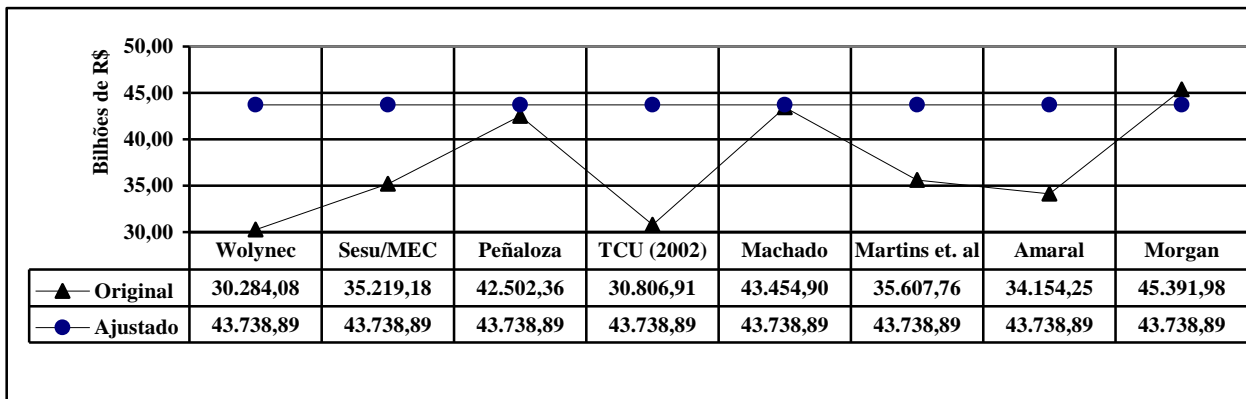 Bilhões de R$
50,00
45,00
40,00
35,00
30,00
Wolynec Sesu/MEC Peñaloza TCU (2002) Machado Martins et. al Amaral Morgan
Original 30.284,08 35.219,18 42.502,36 30.806,91 43.454,90 35.607,76 34.154,25 45.391,98
Ajustado 43.738,89 43.738,89 43.738,89 43.738,89 43.738,89 43.738,89 43.738,89 43.738,89